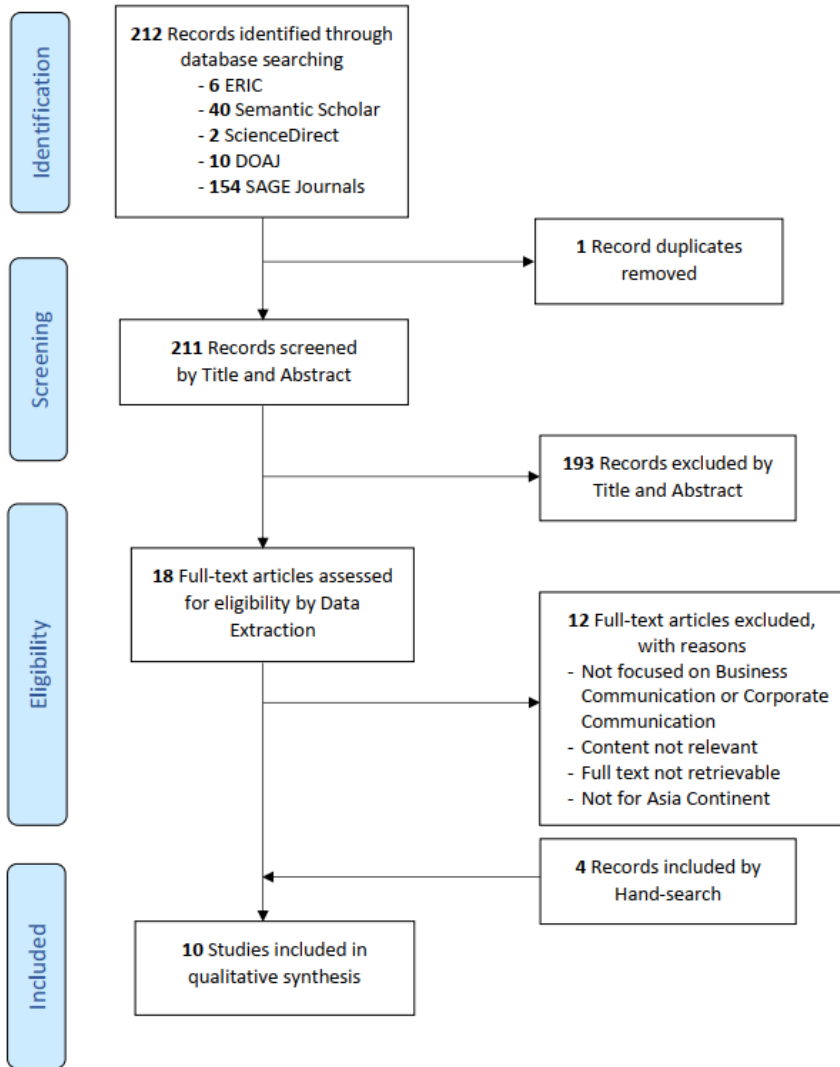 Identification
212 Records identified through
database searching
- 6 ERIC
- 40 Semantic Scholar
- 2 ScienceDirect
- 10 DOAJ
- 154 SAGE Journals
1 Record duplicates
removed
Screening
211 Records screened
by Title and Abstract
193 Records excluded by
Title and Abstract
Eligibility
18 Full-text articles assessed
for eligibility by Data
Extraction
12 Full-text articles excluded,
with reasons
- Not focused on Business
Communication or Corporate
Communication
- Content not relevant
- Full text not retrievable
- Not for Asia Continent
4 Records included by
Hand-search
Included
10 Studies included in
qualitative synthesis